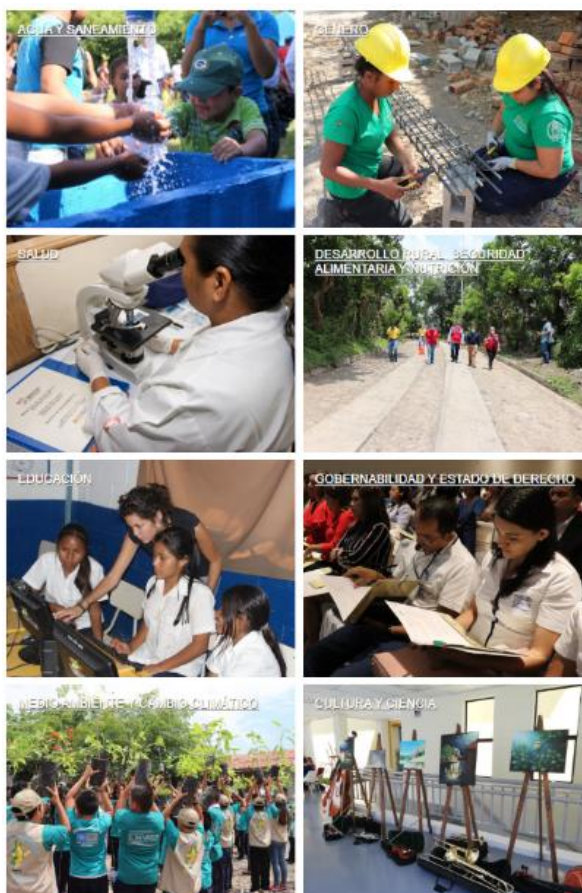 AGUA Y SANEAMIENTO
GÉNERO
SALUD
DESARROLLO RURAL, SEGURIDAD
ALIMENTARIA Y NUTRICIÓN
EDUCACIÓN
GOBERNABILIDAD Y ESTADO DE DERECHO
MEDIO AMBIENTE Y CAMBIO CLIMÁTICO
CULTURA Y CIENCIA